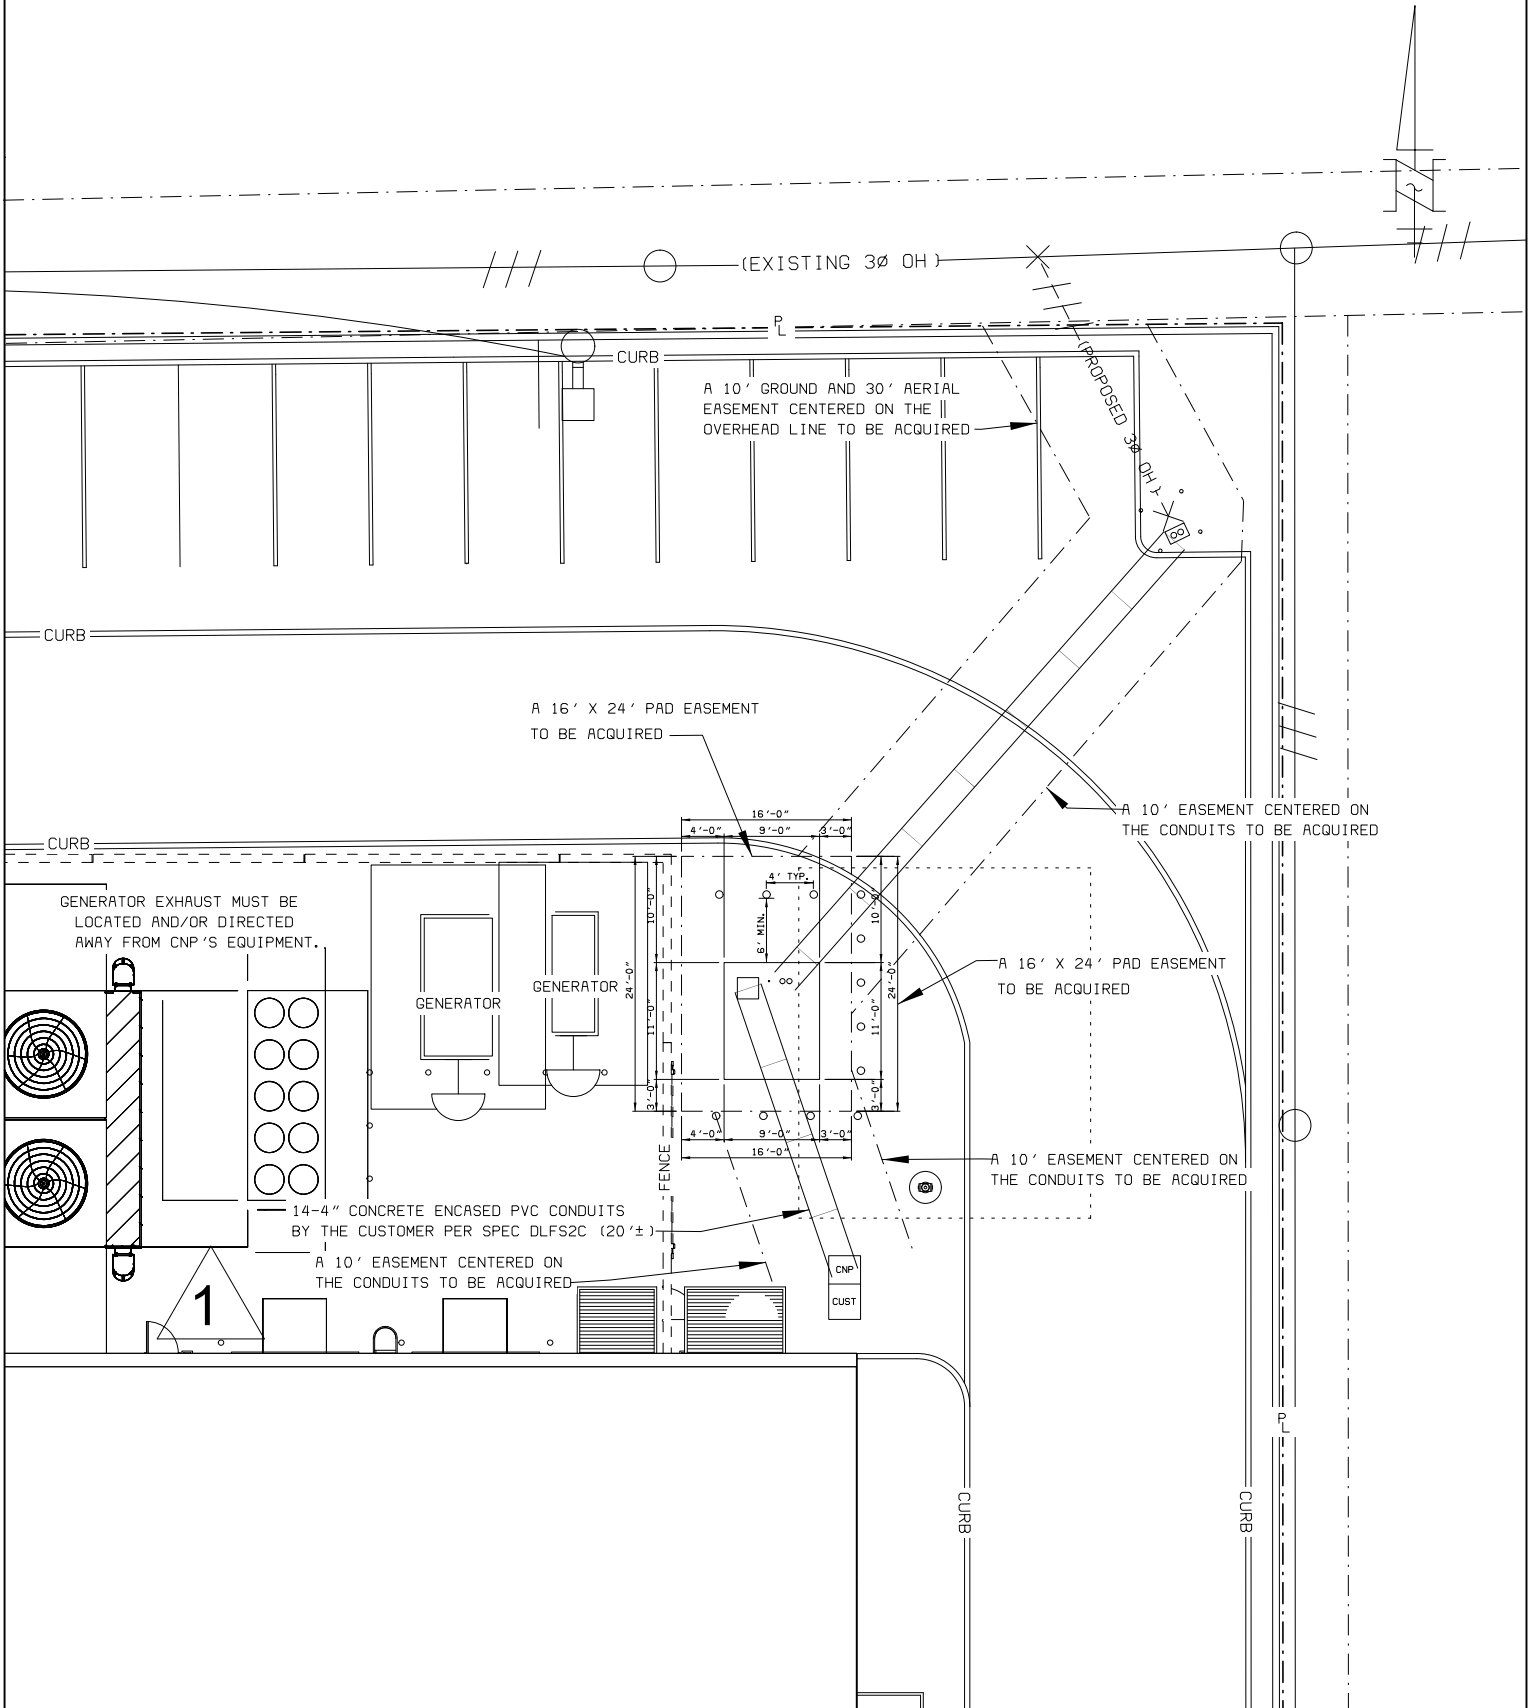 (EXISTING 3Ø OH)
PL
CURB
A 10' GROUND AND 30' AERIAL
EASEMENT CENTERED ON THE
OVERHEAD LINE TO BE ACQUIRED
(PROPOSED 3Ø OH)
CURB
A 16' X 24' PAD EASEMENT
TO BE ACQUIRED
A 10' EASEMENT CENTERED ON
THE CONDUITS TO BE ACQUIRED
16'-0"
4'-0" 9'-0" 3'-0"
CURB
4' TYP.
6' MIN.
10'-0"
10'-0"
24'-0"
24'-0"
11'-0"
11'-0"
3'-0"
3'-0"
GENERATOR EXHAUST MUST BE
LOCATED AND/OR DIRECTED
AWAY FROM CNP'S EQUIPMENT.
GENERATOR
GENERATOR
A 16' X 24' PAD EASEMENT
TO BE ACQUIRED
4'-0" 9'-0" 3'-0"
16'-0"
FENCE
A 10' EASEMENT CENTERED ON
THE CONDUITS TO BE ACQUIRED
14-4" CONCRETE ENCASED PVC CONDUITS
BY THE CUSTOMER PER SPEC DLFS2C (20'±)
A 10' EASEMENT CENTERED ON
THE CONDUITS TO BE ACQUIRED
CNP
CUST
1
PL
CURB
CURB
N